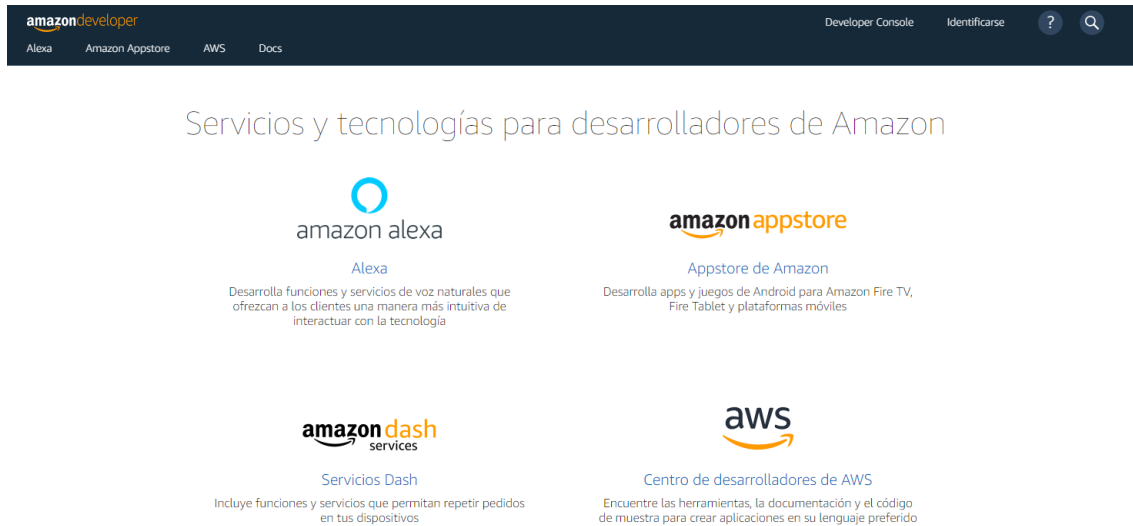 amazondeveloper
Developer Console
Identificarse
?
Alexa
Amazon Appstore
AWS
Docs
Servicios y tecnologías para desarrolladores de Amazon
amazon alexa
Alexa
Desarrolla funciones y servicios de voz naturales que
ofrezcan a los clientes una manera más intuitiva de
interactuar con la tecnología
amazon appstore
Appstore de Amazon
Desarrolla apps y juegos de Android para Amazon Fire TV,
Fire Tablet y plataformas móviles
amazon dash
services
Servicios Dash
Incluye funciones y servicios que permitan repetir pedidos
en tus dispositivos
aws
Centro de desarrolladores de AWS
Encuentre las herramientas, la documentación y el código
de muestra para crear aplicaciones en su lenguaje preferido